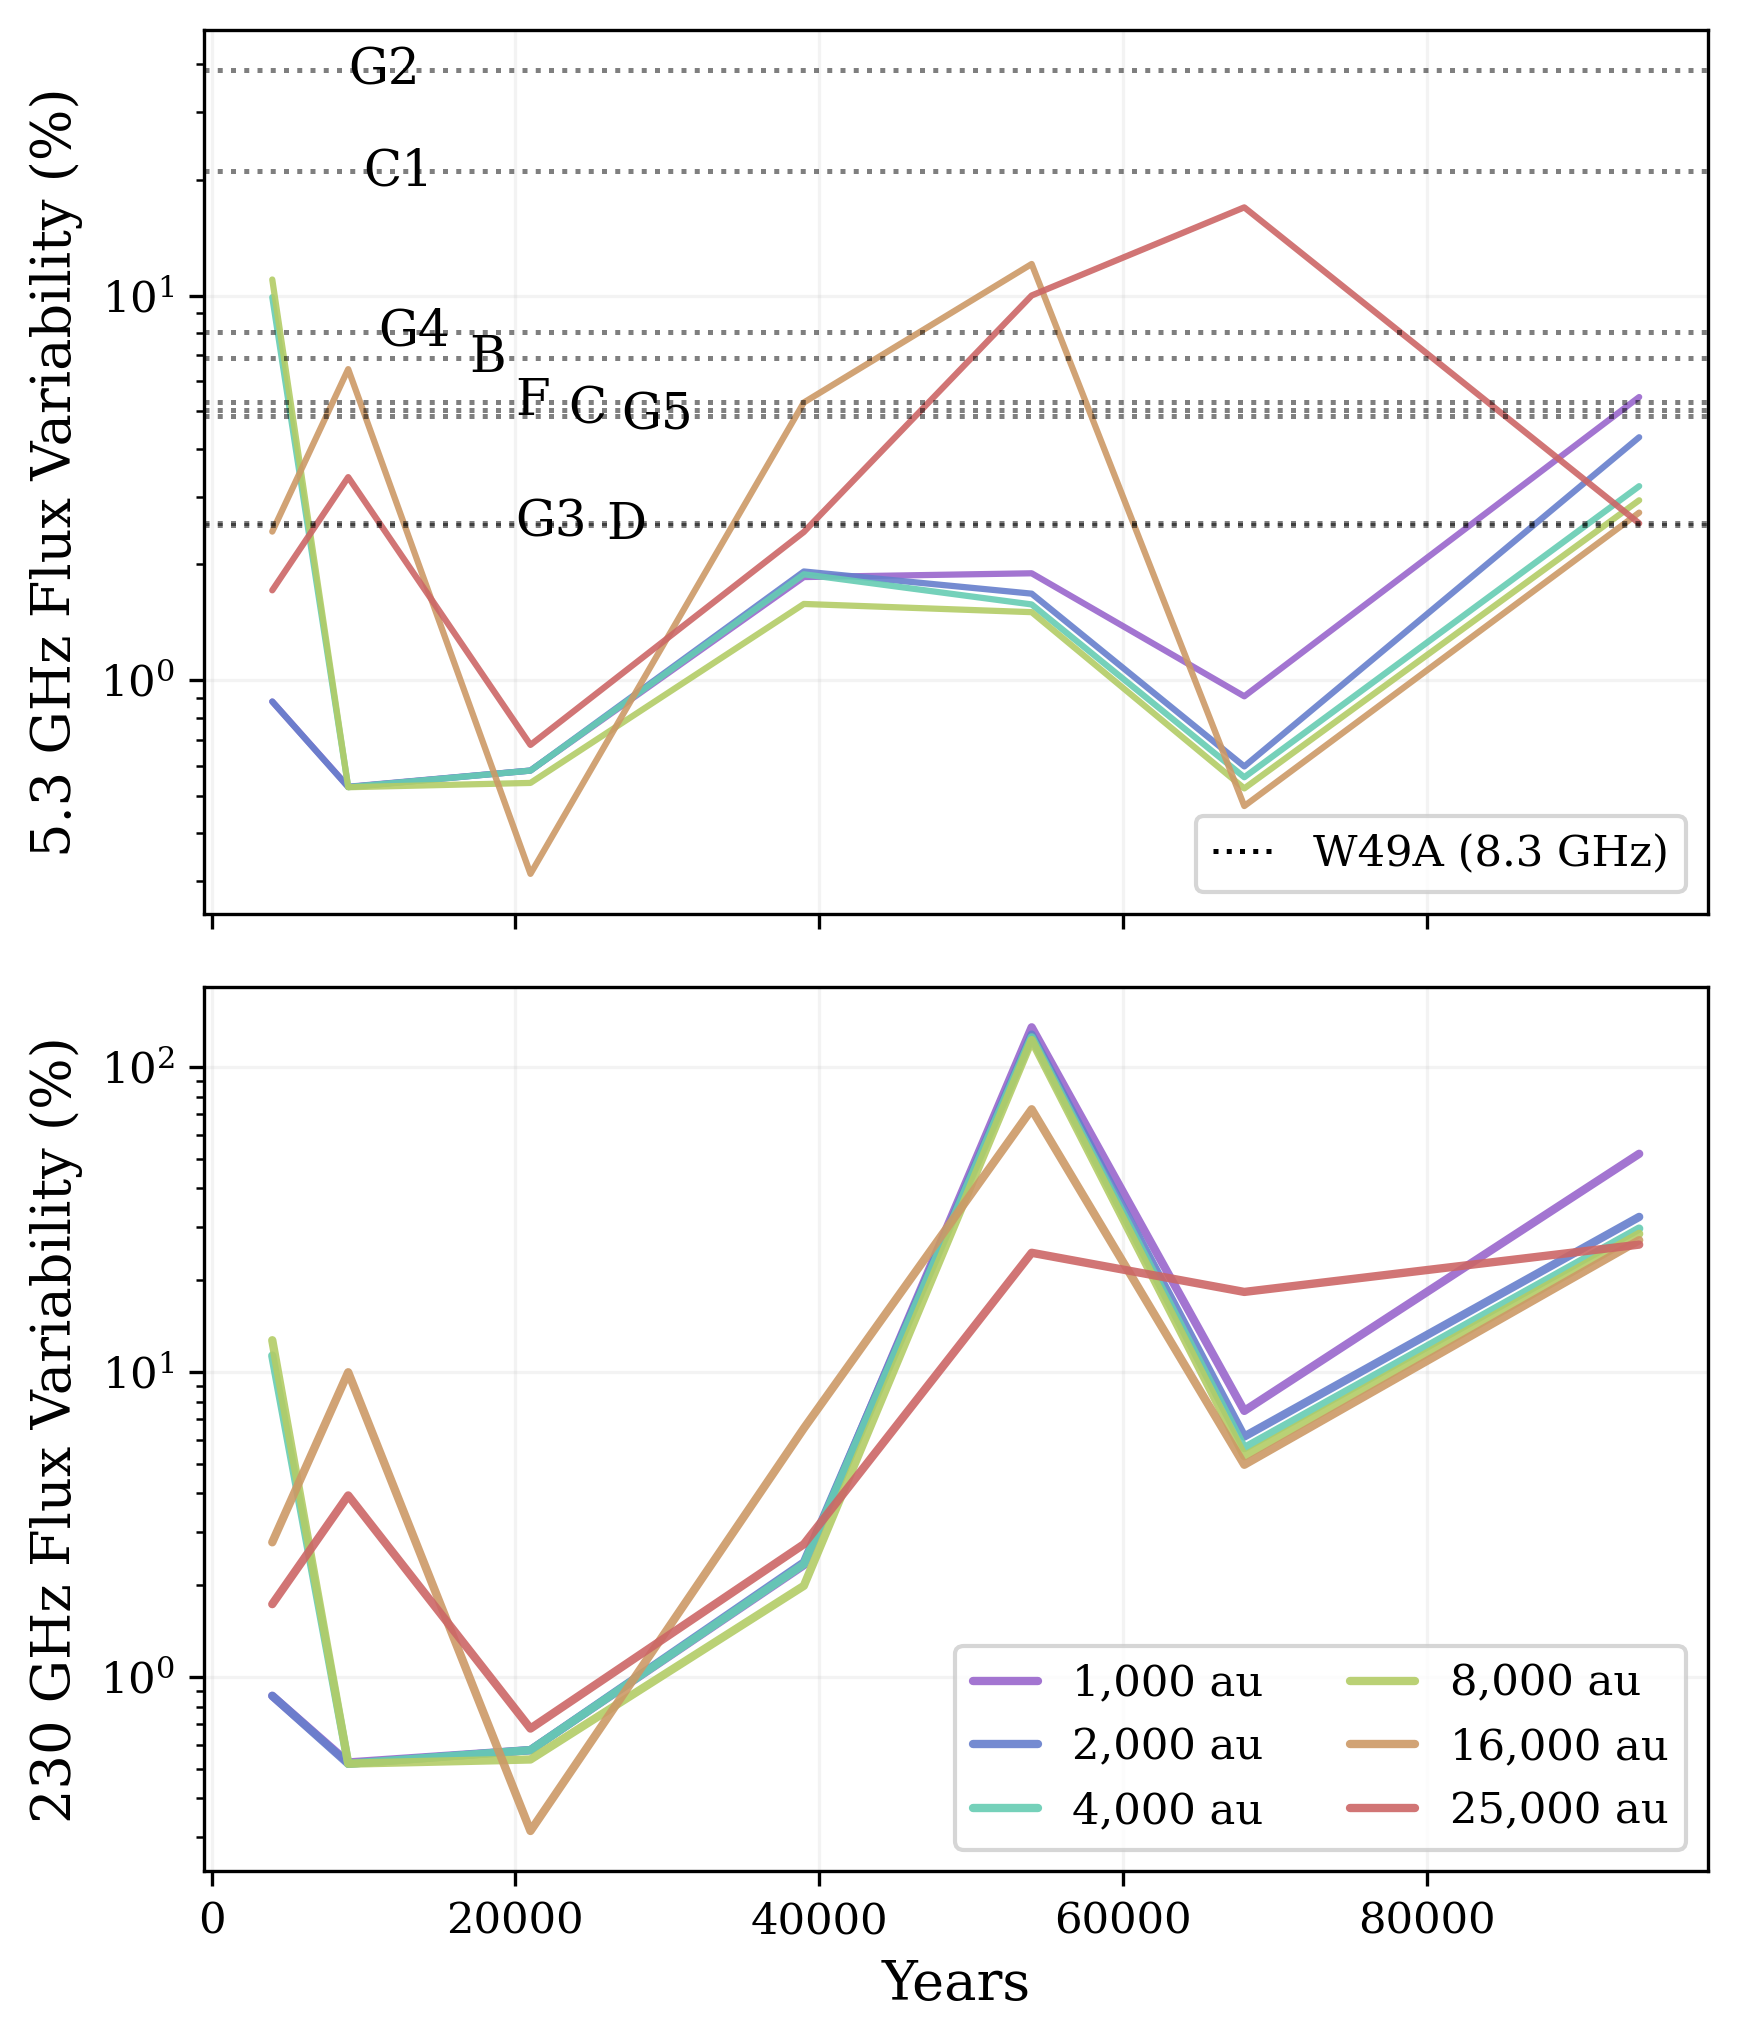 5.3 GHz Flux Variability (%)
10¹
10⁰
G2
C1
G4
B
F
C
G5
G3
D
W49A (8.3 GHz)
230 GHz Flux Variability (%)
10²
10¹
10⁰
1,000 au
2,000 au
4,000 au
8,000 au
16,000 au
25,000 au
0 20000 40000 60000 80000
Years